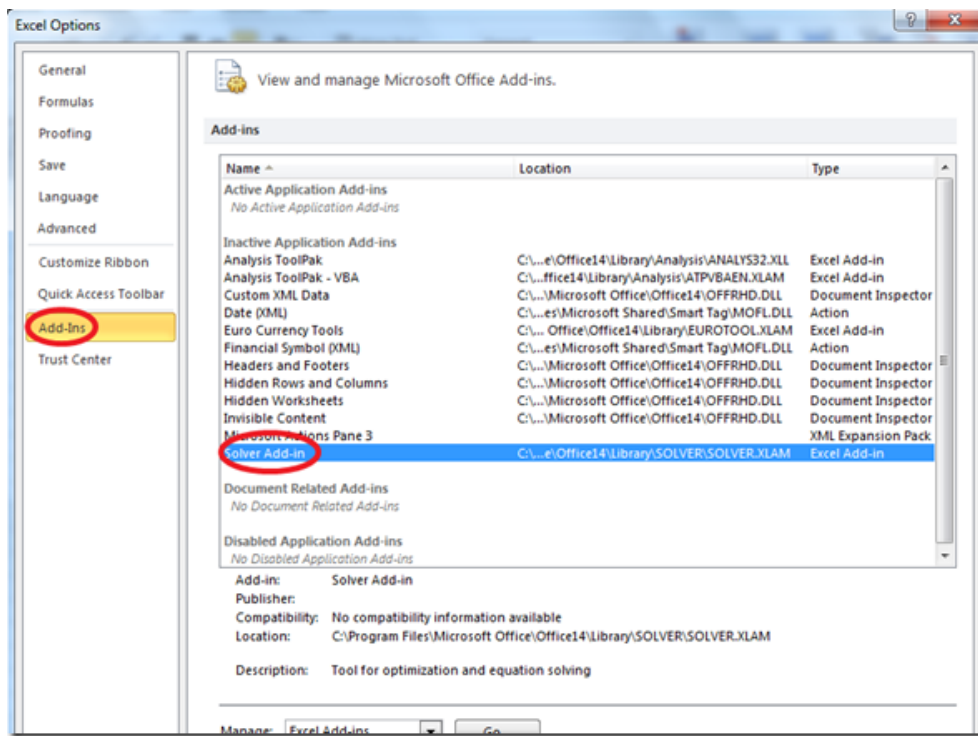 Excel Options
General
Formulas
Proofing
Save
Language
Advanced
Customize Ribbon
Quick Access Toolbar
Add-Ins
Trust Center
View and manage Microsoft Office Add-ins.
Add-ins
Name Location Type
Active Application Add-ins
No Active Application Add-ins
Inactive Application Add-ins
Analysis ToolPak C:\...e\Office14\Library\Analysis\ANALYS32.XLL Excel Add-in
Analysis ToolPak - VBA C:\...ffice14\Library\Analysis\ATPVBAEN.XLAM Excel Add-in
Custom XML Data C:\...\Microsoft Office\Office14\OFFRHD.DLL Document Inspector
Date (XML) C:\...es\Microsoft Shared\Smart Tag\MOFL.DLL Action
Euro Currency Tools C:\... Office\Office14\Library\EUROTOOL.XLAM Excel Add-in
Financial Symbol (XML) C:\...es\Microsoft Shared\Smart Tag\MOFL.DLL Action
Headers and Footers C:\...\Microsoft Office\Office14\OFFRHD.DLL Document Inspector
Hidden Rows and Columns C:\...\Microsoft Office\Office14\OFFRHD.DLL Document Inspector
Hidden Worksheets C:\...\Microsoft Office\Office14\OFFRHD.DLL Document Inspector
Invisible Content C:\...\Microsoft Office\Office14\OFFRHD.DLL Document Inspector
Microsoft Actions Pane 3 XML Expansion Pack
Solver Add-in C:\...e\Office14\Library\SOLVER\SOLVER.XLAM Excel Add-in
Document Related Add-ins
No Document Related Add-ins
Disabled Application Add-ins
No Disabled Application Add-ins
Add-in: Solver Add-in
Publisher:
Compatibility: No compatibility information available
Location: C:\Program Files\Microsoft Office\Office14\Library\SOLVER\SOLVER.XLAM
Description: Tool for optimization and equation solving
Manage: Excel Add-ins Go...